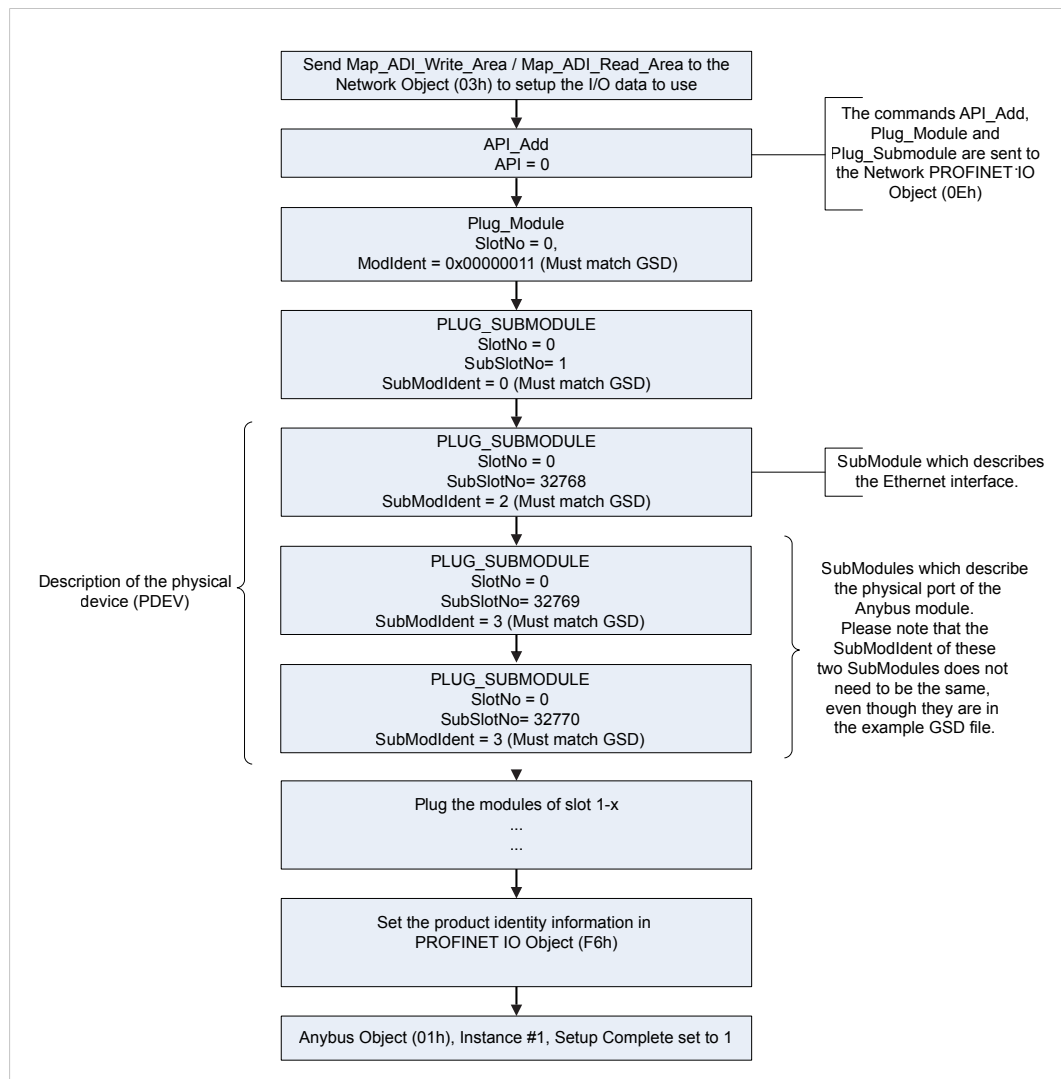 Send Map_ADI_Write_Area / Map_ADI_Read_Area to the
Network Object (03h) to setup the I/O data to use
API_Add
API = 0
The commands API_Add,
Plug_Module and
Plug_Submodule are sent to
the Network PROFINET IO
Object (0Eh)
Plug_Module
SlotNo = 0,
ModIdent = 0x00000011 (Must match GSD)
PLUG_SUBMODULE
SlotNo = 0
SubSlotNo= 1
SubModIdent = 0 (Must match GSD)
Description of the physical
device (PDEV)
PLUG_SUBMODULE
SlotNo = 0
SubSlotNo= 32768
SubModIdent = 2 (Must match GSD)
SubModule which describes
the Ethernet interface.
PLUG_SUBMODULE
SlotNo = 0
SubSlotNo= 32769
SubModIdent = 3 (Must match GSD)
PLUG_SUBMODULE
SlotNo = 0
SubSlotNo= 32770
SubModIdent = 3 (Must match GSD)
SubModules which describe
the physical port of the
Anybus module.
Please note that the
SubModIdent of these
two SubModules does not
need to be the same,
even though they are in
the example GSD file.
Plug the modules of slot 1-x
...
...
Set the product identity information in
PROFINET IO Object (F6h)
Anybus Object (01h), Instance #1, Setup Complete set to 1